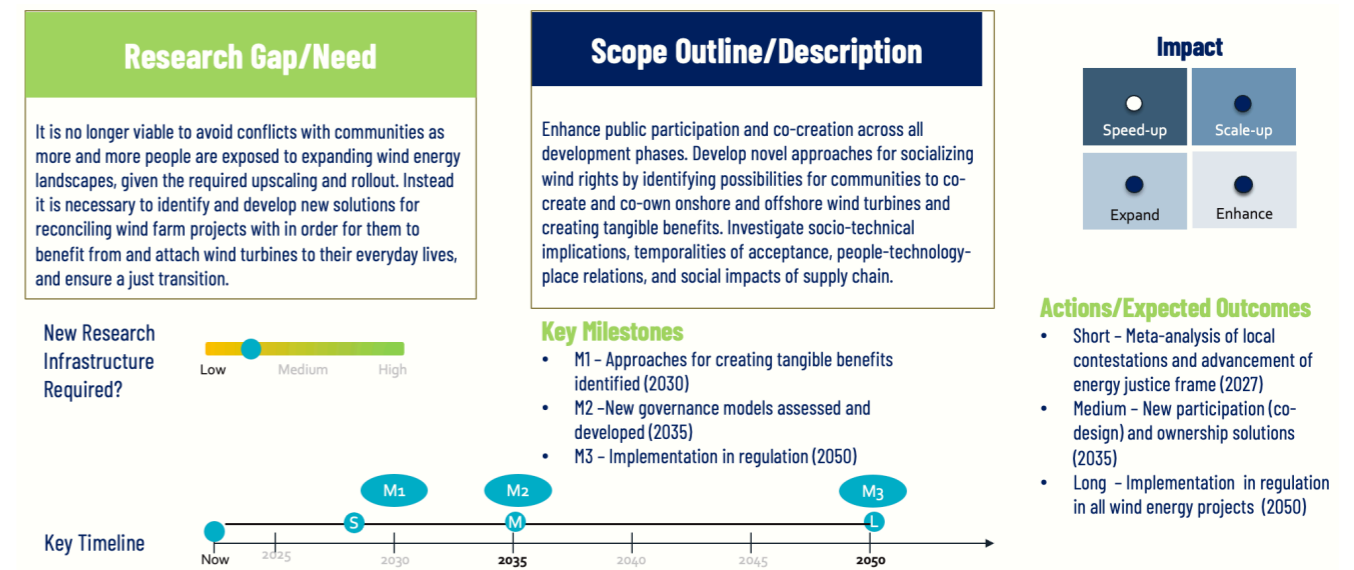 Research Gap/Need
It is no longer viable to avoid conflicts with communities as
more and more people are exposed to expanding wind energy
landscapes, given the required upscaling and rollout. Instead
it is necessary to identify and develop new solutions for
reconciling wind farm projects with in order for them to
benefit from and attach wind turbines to their everyday lives,
and ensure a just transition.
Scope Outline/Description
Enhance public participation and co-creation across all
development phases. Develop novel approaches for socializing
wind rights by identifying possibilities for communities to co-
create and co-own onshore and offshore wind turbines and
creating tangible benefits. Investigate socio-technical
implications, temporalities of acceptance, people-technology-
place relations, and social impacts of supply chain.
Impact
Speed-up
Scale-up
Expand
Enhance
New Research
Infrastructure
Required?
Low
Medium
High
Key Milestones
• M1 – Approaches for creating tangible benefits
identified (2030)
• M2 –New governance models assessed and
developed (2035)
• M3 – Implementation in regulation (2050)
Actions/Expected Outcomes
• Short – Meta-analysis of local
contestations and advancement of
energy justice frame (2027)
• Medium – New participation (co-
design) and ownership solutions
(2035)
• Long – Implementation in regulation
in all wind energy projects (2050)
Key Timeline
M1
M2
M3
S
M
L
Now
2025
2030
2035
2040
2045
2050